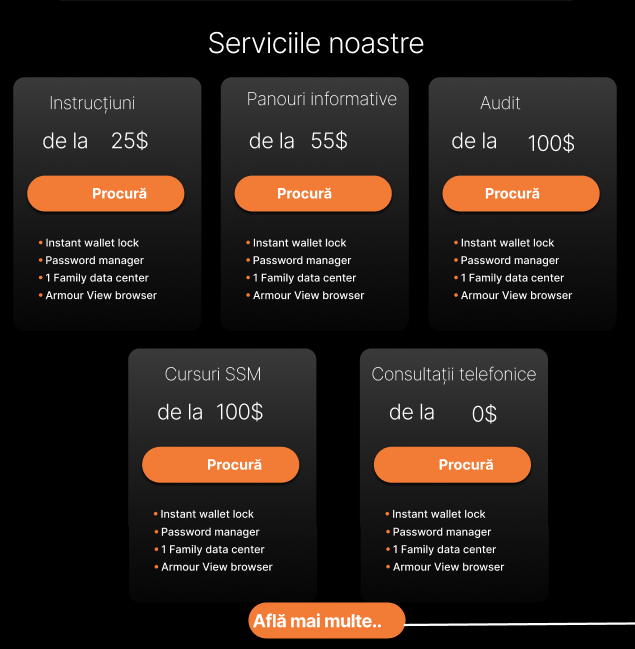 Serviciile noastre
Instrucțiuni
de la 25$
Procură
• Instant wallet lock
• Password manager
• 1 Family data center
• Armour View browser
Panouri informative
de la 55$
Procură
• Instant wallet lock
• Password manager
• 1 Family data center
• Armour View browser
Audit
de la 100$
Procură
• Instant wallet lock
• Password manager
• 1 Family data center
• Armour View browser
Cursuri SSM
de la 100$
Procură
• Instant wallet lock
• Password manager
• 1 Family data center
• Armour View browser
Consultații telefonice
de la 0$
Procură
• Instant wallet lock
• Password manager
• 1 Family data center
• Armour View browser
Află mai multe..